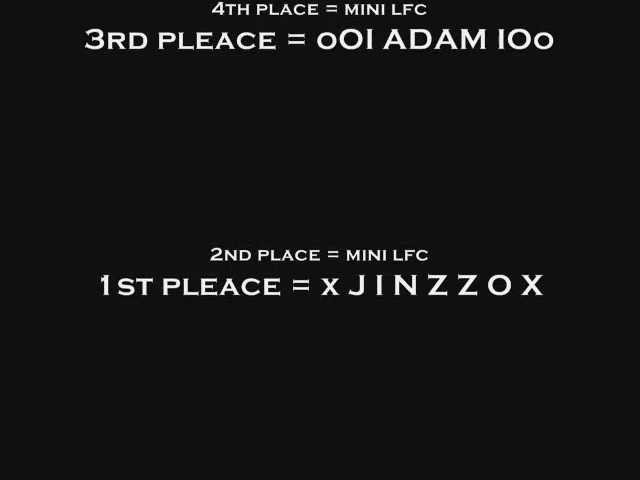 4TH PLACE = MINI LFC
3RD PLEACE = oOI ADAM IOo
2ND PLACE = MINI LFC
1ST PLEACE = x J I N Z Z O X